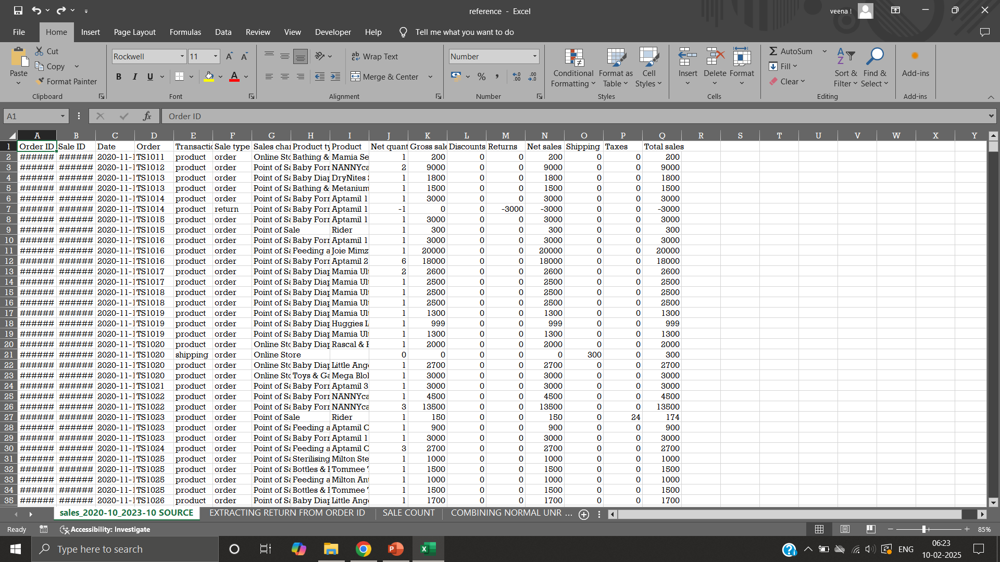 reference - Excel
veena !
File Home Insert Page Layout Formulas Data Review View Developer Help Tell me what you want to do
Paste
Cut
Copy
Format Painter
Clipboard
Rockwell 11
B I U
Font
Wrap Text
Merge & Center
Alignment
Number
Number
Conditional Formatting
Format as Table
Cell Styles
Styles
Insert Delete Format
Cells
AutoSum
Fill
Clear
Sort & Filter
Find & Select
Editing
Add-ins
Add-ins
A1 fx Order ID
A B C D E F G H I J K L M N O P Q R S T U V W X Y
1 Order ID Sale ID Date Order Transactic Sale type Sales chai Product ty Product Net quant Gross sale Discounts Returns Net sales Shipping Taxes Total sales
2 ###### ###### 2020-11-1 TS1011 product order Online Sto Bathing & Mamia Se 1 200 0 0 200 0 0 200
3 ###### ###### 2020-11-1 TS1012 product order Point of Sa Baby Forr NANNYca 2 9000 0 0 9000 0 0 9000
4 ###### ###### 2020-11-1 TS1013 product order Point of Sa Baby Diap DryNites 1 1800 0 0 1800 0 0 1800
5 ###### ###### 2020-11-1 TS1013 product order Point of Sa Bathing & Metanium 1 1500 0 0 1500 0 0 1500
6 ###### ###### 2020-11-1 TS1014 product order Point of Sa Baby Forr Aptamil 1 1 3000 0 0 3000 0 0 3000
7 ###### ###### 2020-11-1 TS1014 product return Point of Sa Baby Forr Aptamil 1 -1 0 0 -3000 -3000 0 0 -3000
8 ###### ###### 2020-11-1 TS1015 product order Point of Sa Baby Forr Aptamil 1 1 3000 0 0 3000 0 0 3000
9 ###### ###### 2020-11-1 TS1015 product order Point of Sale Rider 1 300 0 0 300 0 0 300
10 ###### ###### 2020-11-1 TS1016 product order Point of Sa Baby Forr Aptamil 1 1 3000 0 0 3000 0 0 3000
11 ###### ###### 2020-11-1 TS1016 product order Point of Sa Feeding a Joie Mimz 1 20000 0 0 20000 0 0 20000
12 ###### ###### 2020-11-1 TS1016 product order Point of Sa Baby Forr Aptamil 2 6 18000 0 0 18000 0 0 18000
13 ###### ###### 2020-11-1 TS1017 product order Point of Sa Baby Diap Mamia Ul 2 2600 0 0 2600 0 0 2600
14 ###### ###### 2020-11-1 TS1017 product order Point of Sa Baby Diap Mamia Ul 1 2500 0 0 2500 0 0 2500
15 ###### ###### 2020-11-1 TS1018 product order Point of Sa Baby Diap Mamia Ul 1 2500 0 0 2500 0 0 2500
16 ###### ###### 2020-11-1 TS1018 product order Point of Sa Baby Diap Mamia Ul 1 2500 0 0 2500 0 0 2500
17 ###### ###### 2020-11-1 TS1019 product order Point of Sa Baby Diap Mamia Ul 1 1300 0 0 1300 0 0 1300
18 ###### ###### 2020-11-1 TS1019 product order Point of Sa Baby Diap Huggies L 1 999 0 0 999 0 0 999
19 ###### ###### 2020-11-1 TS1019 product order Point of Sa Baby Diap Mamia Ul 1 1300 0 0 1300 0 0 1300
20 ###### ###### 2020-11-1 TS1020 product order Online Sto Baby Diap Rascal & F 1 2000 0 0 2000 0 0 2000
21 ###### ###### 2020-11-1 TS1020 shipping order Online Store 0 0 0 0 0 300 0 300
22 ###### ###### 2020-11-1 TS1020 product order Online Sto Baby Diap Little Ang 1 2700 0 0 2700 0 0 2700
23 ###### ###### 2020-11-1 TS1020 product order Online Sto Toys & Ga Mega Blol 1 3000 0 0 3000 0 0 3000
24 ###### ###### 2020-11-1 TS1021 product order Point of Sa Baby Forr Aptamil 3 1 3000 0 0 3000 0 0 3000
25 ###### ###### 2020-11-1 TS1022 product order Point of Sa Baby Forr NANNYca 1 4500 0 0 4500 0 0 4500
26 ###### ###### 2020-11-1 TS1022 product order Point of Sa Baby Forr NANNYca 3 13500 0 0 13500 0 0 13500
27 ###### ###### 2020-11-1 TS1023 product order Point of Sale Rider 1 150 0 0 150 0 24 174
28 ###### ###### 2020-11-1 TS1023 product order Point of Sa Feeding a Aptamil C 1 900 0 0 900 0 0 900
29 ###### ###### 2020-11-1 TS1023 product order Point of Sa Baby Forr Aptamil 1 1 3000 0 0 3000 0 0 3000
30 ###### ###### 2020-11-1 TS1024 product order Point of Sa Feeding a Aptamil C 3 2700 0 0 2700 0 0 2700
31 ###### ###### 2020-11-1 TS1025 product order Point of Sa Sterilising Milton Ste 1 1000 0 0 1000 0 0 1000
32 ###### ###### 2020-11-1 TS1025 product order Point of Sa Bottles & F Tommee 1 1500 0 0 1500 0 0 1500
33 ###### ###### 2020-11-1 TS1025 product order Point of Sa Feeding a Milton Ant 1 1000 0 0 1000 0 0 1000
34 ###### ###### 2020-11-1 TS1025 product order Point of Sa Bottles & F Tommee 1 1500 0 0 1500 0 0 1500
35 ###### ###### 2020-11-1 TS1026 product order Point of Sa Baby Diap Little Ang 1 1700 0 0 1700 0 0 1700
sales_2020-10_2023-10 SOURCE EXTRACTING RETURN FROM ORDER ID SALE COUNT COMBINING NORMAL UNR ...
Ready Accessibility: Investigate 85%
Type here to search
ENG
06:23
10-02-2025